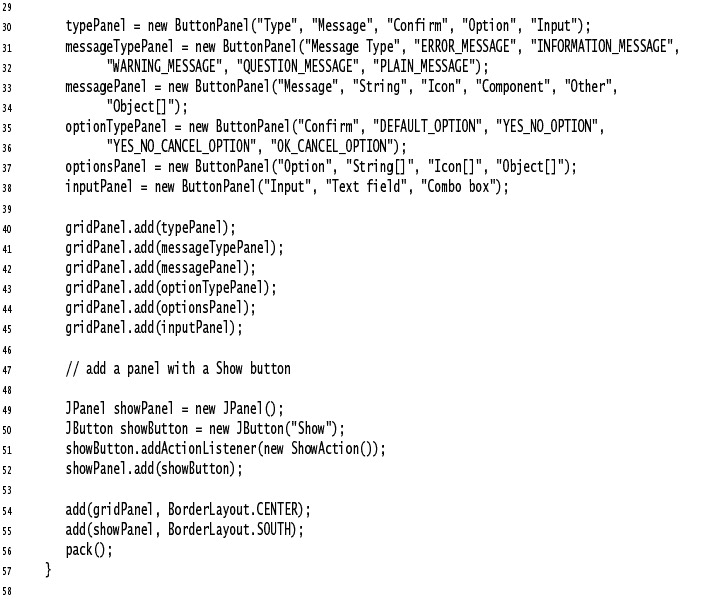 29
30 typePanel = new ButtonPanel("Type", "Message", "Confirm", "Option", "Input");
31 messageTypePanel = new ButtonPanel("Message Type", "ERROR_MESSAGE", "INFORMATION_MESSAGE",
32 "WARNING_MESSAGE", "QUESTION_MESSAGE", "PLAIN_MESSAGE");
33 messagePanel = new ButtonPanel("Message", "String", "Icon", "Component", "Other",
34 "Object[]");
35 optionTypePanel = new ButtonPanel("Confirm", "DEFAULT_OPTION", "YES_NO_OPTION",
36 "YES_NO_CANCEL_OPTION", "OK_CANCEL_OPTION");
37 optionsPanel = new ButtonPanel("Option", "String[]", "Icon[]", "Object[]");
38 inputPanel = new ButtonPanel("Input", "Text field", "Combo box");
39
40 gridPanel.add(typePanel);
41 gridPanel.add(messageTypePanel);
42 gridPanel.add(messagePanel);
43 gridPanel.add(optionTypePanel);
44 gridPanel.add(optionsPanel);
45 gridPanel.add(inputPanel);
46
47 // add a panel with a Show button
48
49 JPanel showPanel = new JPanel();
50 JButton showButton = new JButton("Show");
51 showButton.addActionListener(new ShowAction());
52 showPanel.add(showButton);
53
54 add(gridPanel, BorderLayout.CENTER);
55 add(showPanel, BorderLayout.SOUTH);
56 pack();
57 }
58